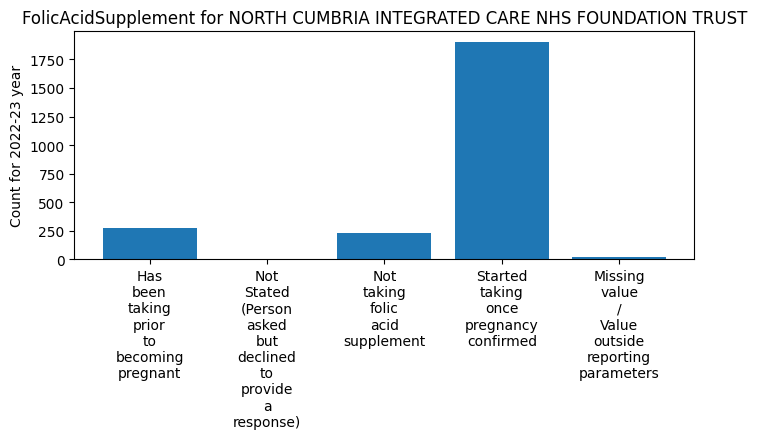 FolicAcidSupplement for NORTH CUMBRIA INTEGRATED CARE NHS FOUNDATION TRUST
Count for 2022-23 year
1750
1500
1250
1000
750
500
250
0
Has
been
taking
prior
to
becoming
pregnant
Not
Stated
(Person
asked
but
declined
to
provide
a
response)
Not
taking
folic
acid
supplement
Started
taking
once
pregnancy
confirmed
Missing
value
/
Value
outside
reporting
parameters